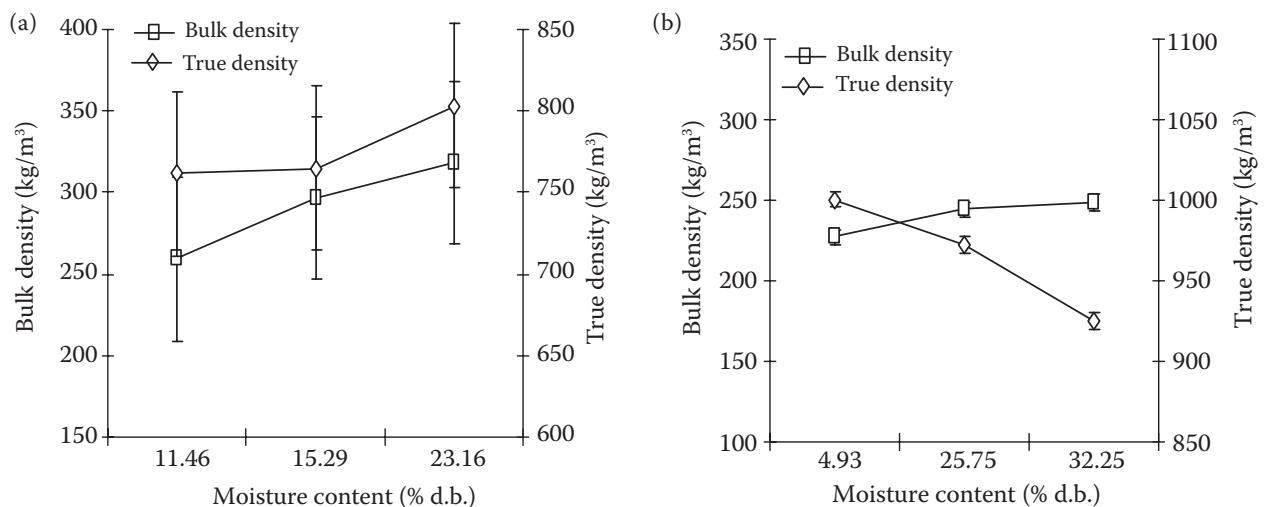 (a)
Bulk density
True density
400
350
300
250
200
150
Bulk density (kg/m³)
850
800
750
700
650
600
True density (kg/m³)
11.46 15.29 23.16
Moisture content (% d.b.)
(b)
Bulk density
True density
350
300
250
200
150
100
Bulk density (kg/m³)
1100
1050
1000
950
900
850
True density (kg/m³)
4.93 25.75 32.25
Moisture content (% d.b.)